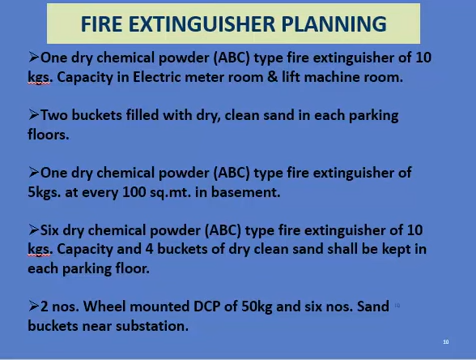 FIRE EXTINGUISHER PLANNING
➢One dry chemical powder (ABC) type fire extinguisher of 10
kgs. Capacity in Electric meter room & lift machine room.
➢Two buckets filled with dry, clean sand in each parking
floors.
➢One dry chemical powder (ABC) type fire extinguisher of
5kgs. at every 100 sq.mt. in basement.
➢Six dry chemical powder (ABC) type fire extinguisher of 10
kgs. Capacity and 4 buckets of dry clean sand shall be kept in
each parking floor.
➢2 nos. Wheel mounted DCP of 50kg and six nos. Sand
buckets near substation.